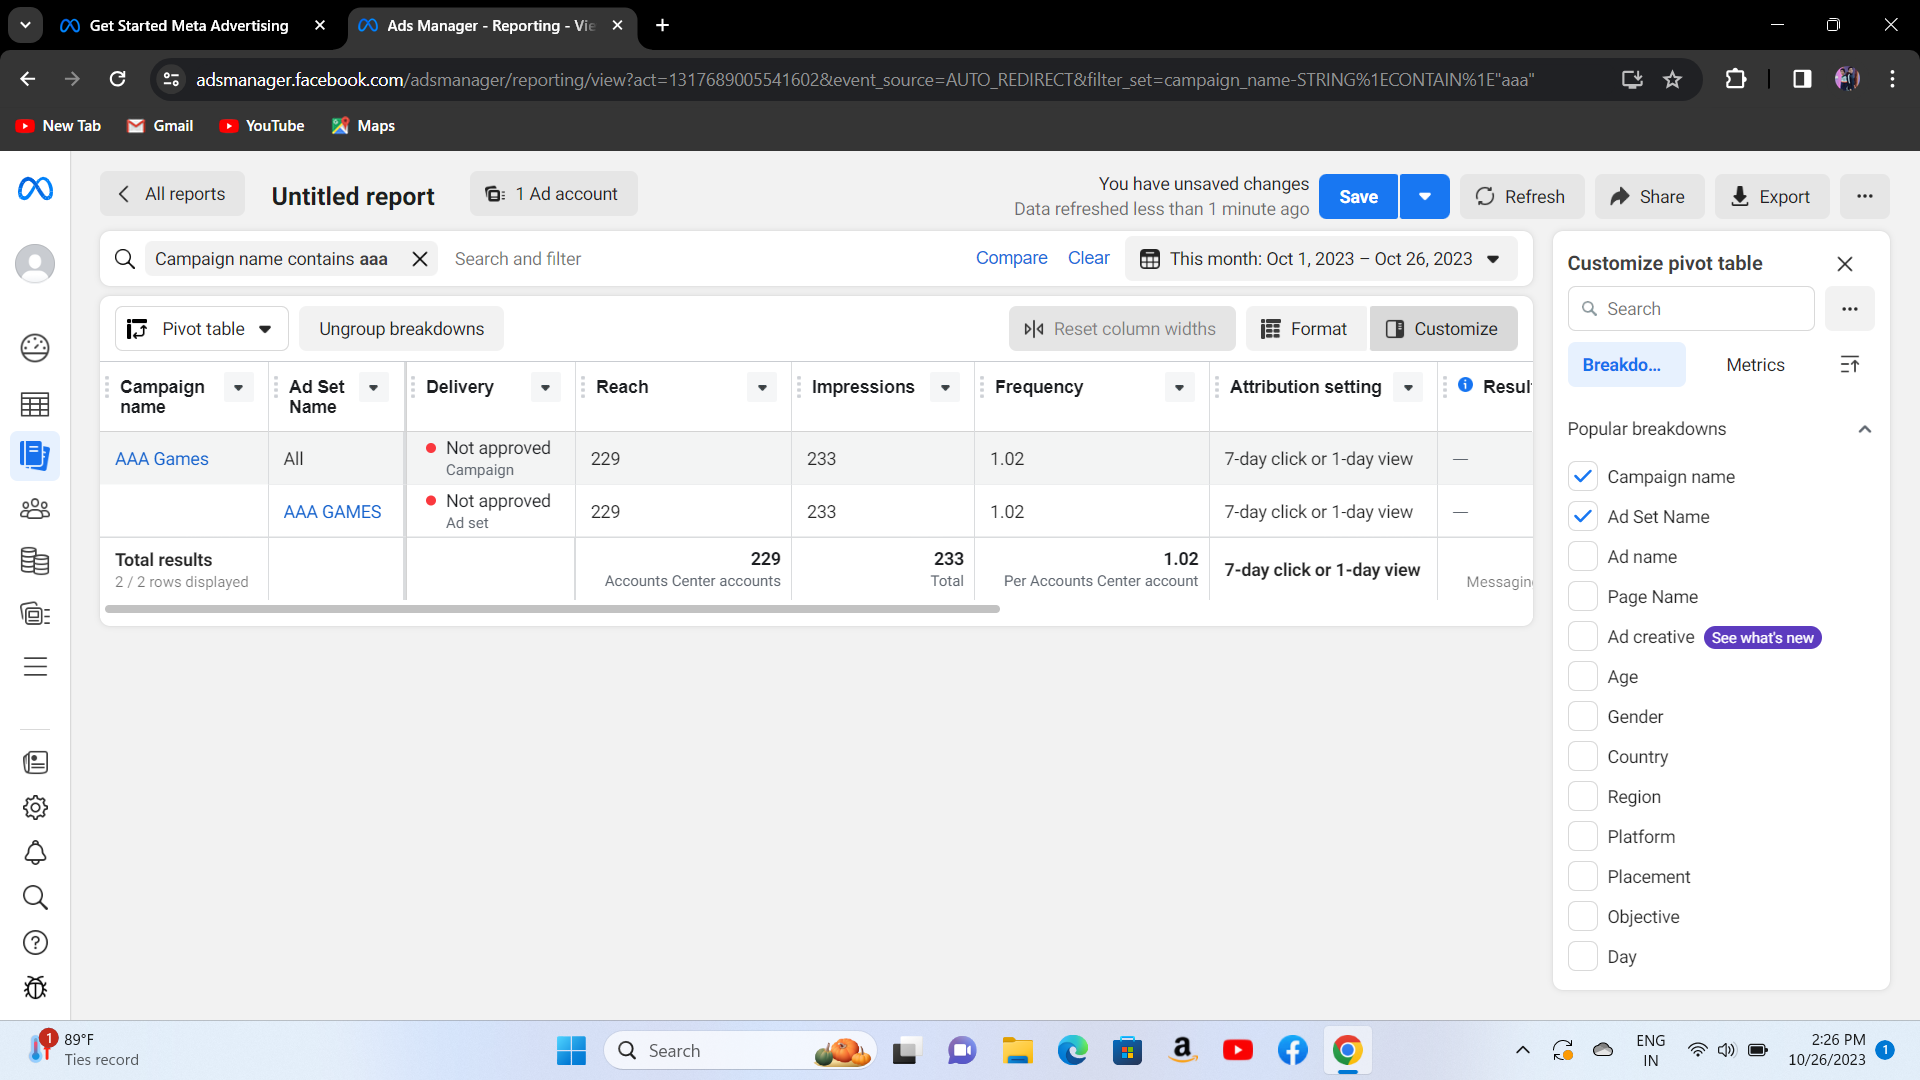 Get Started Meta Advertising
Ads Manager - Reporting - Vie
adsmanager.facebook.com/adsmanager/reporting/view?act=1317689005541602&event_source=AUTO_REDIRECT&filter_set=campaign_name-STRING%1ECONTAIN%1E"aaa"
New Tab Gmail YouTube Maps
All reports
Untitled report
1 Ad account
You have unsaved changes
Data refreshed less than 1 minute ago
Save
Refresh
Share
Export
Campaign name contains aaa
Search and filter
Compare
Clear
This month: Oct 1, 2023 – Oct 26, 2023
Pivot table
Ungroup breakdowns
Reset column widths
Format
Customize
Campaign name
Ad Set Name
Delivery
Reach
Impressions
Frequency
Attribution setting
Resul
AAA Games All Not approved 229 233 1.02 7-day click or 1-day view —
Campaign
AAA GAMES Not approved 229 233 1.02 7-day click or 1-day view —
Ad set
Total results 229 233 1.02 7-day click or 1-day view
2 / 2 rows displayed Accounts Center accounts Total Per Accounts Center account Messaging
Customize pivot table
Search
Breakdo...
Metrics
Popular breakdowns
Campaign name
Ad Set Name
Ad name
Page Name
Ad creative See what's new
Age
Gender
Country
Region
Platform
Placement
Objective
Day
1
89°F
Ties record
Search
a
ENG
IN
2:26 PM
10/26/2023
1